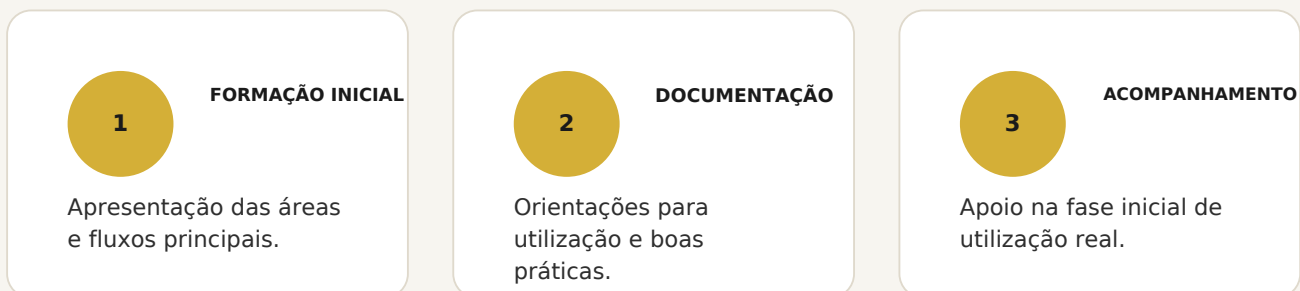 1
FORMAÇÃO INICIAL
Apresentação das áreas
e fluxos principais.
2
DOCUMENTAÇÃO
Orientações para
utilização e boas
práticas.
3
ACOMPANHAMENTO
Apoio na fase inicial de
utilização real.